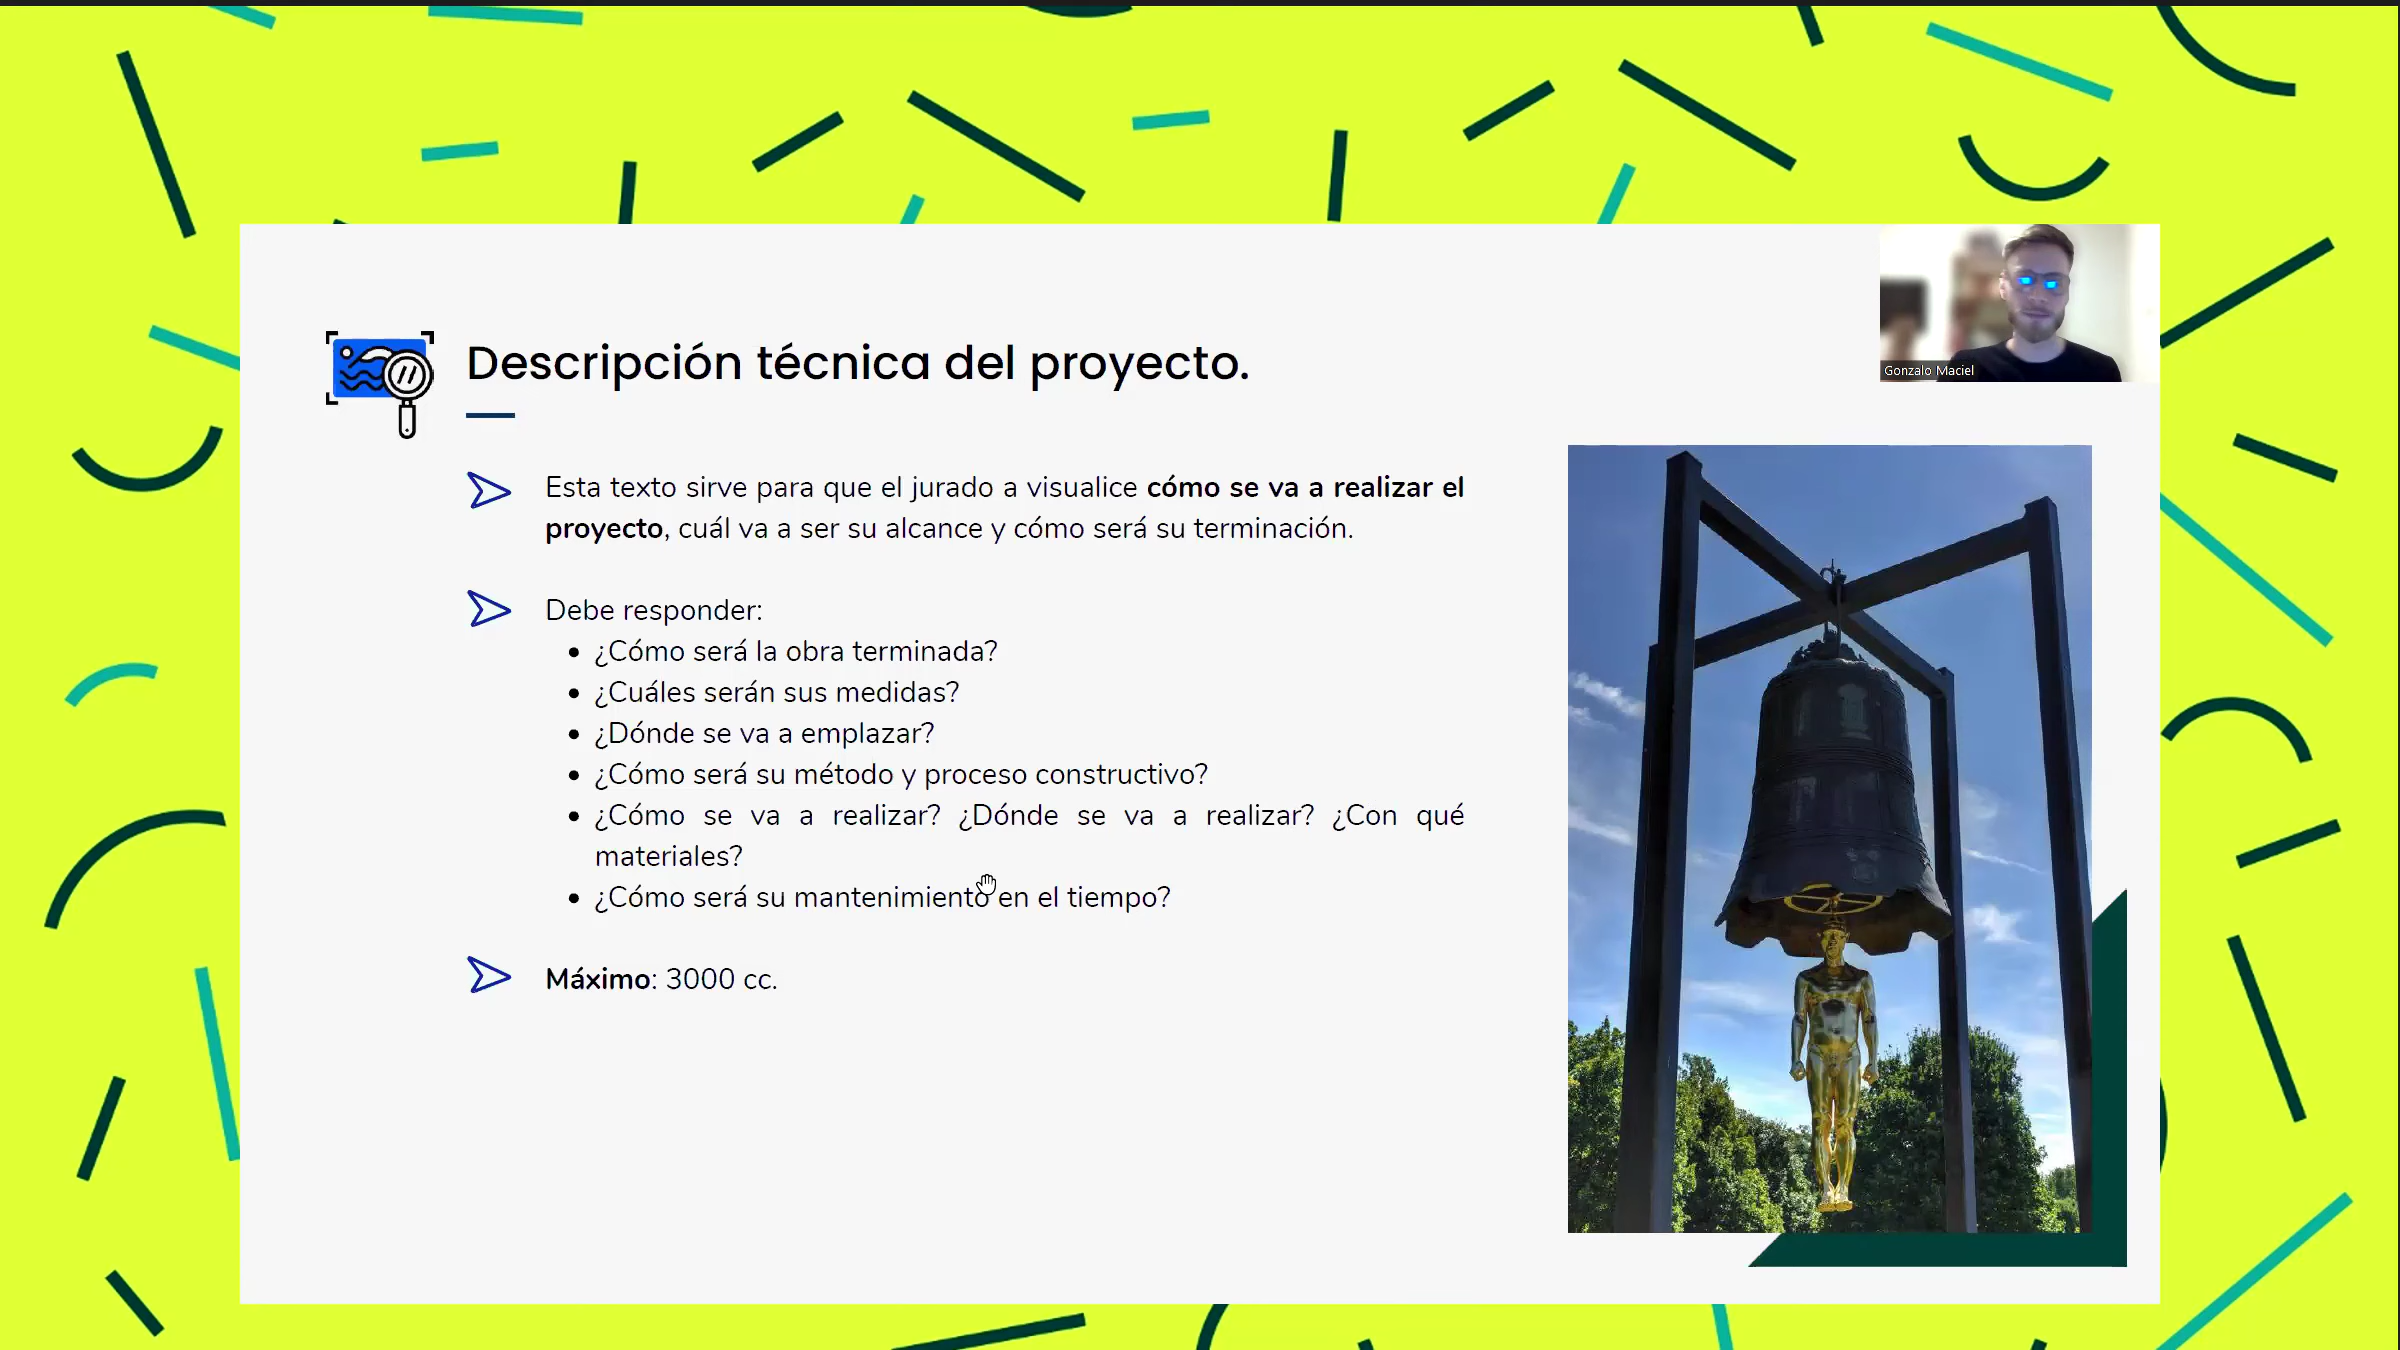 Descripción técnica del proyecto.
Gonzalo Maciel
Esta texto sirve para que el jurado a visualice cómo se va a realizar el
proyecto, cuál va a ser su alcance y cómo será su terminación.
Debe responder:
¿Cómo será la obra terminada?
¿Cuáles serán sus medidas?
¿Dónde se va a emplazar?
¿Cómo será su método y proceso constructivo?
¿Cómo se va a realizar? ¿Dónde se va a realizar? ¿Con qué
materiales?
¿Cómo será su mantenimiento en el tiempo?
Máximo: 3000 cc.